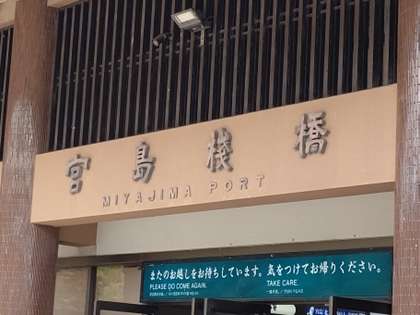 宮島棧橋
MIYAJIMA PORT
またのお越しをお待ちしています。気をつけてお帰りください。
PLEASE DO COME AGAIN. TAKE CARE.